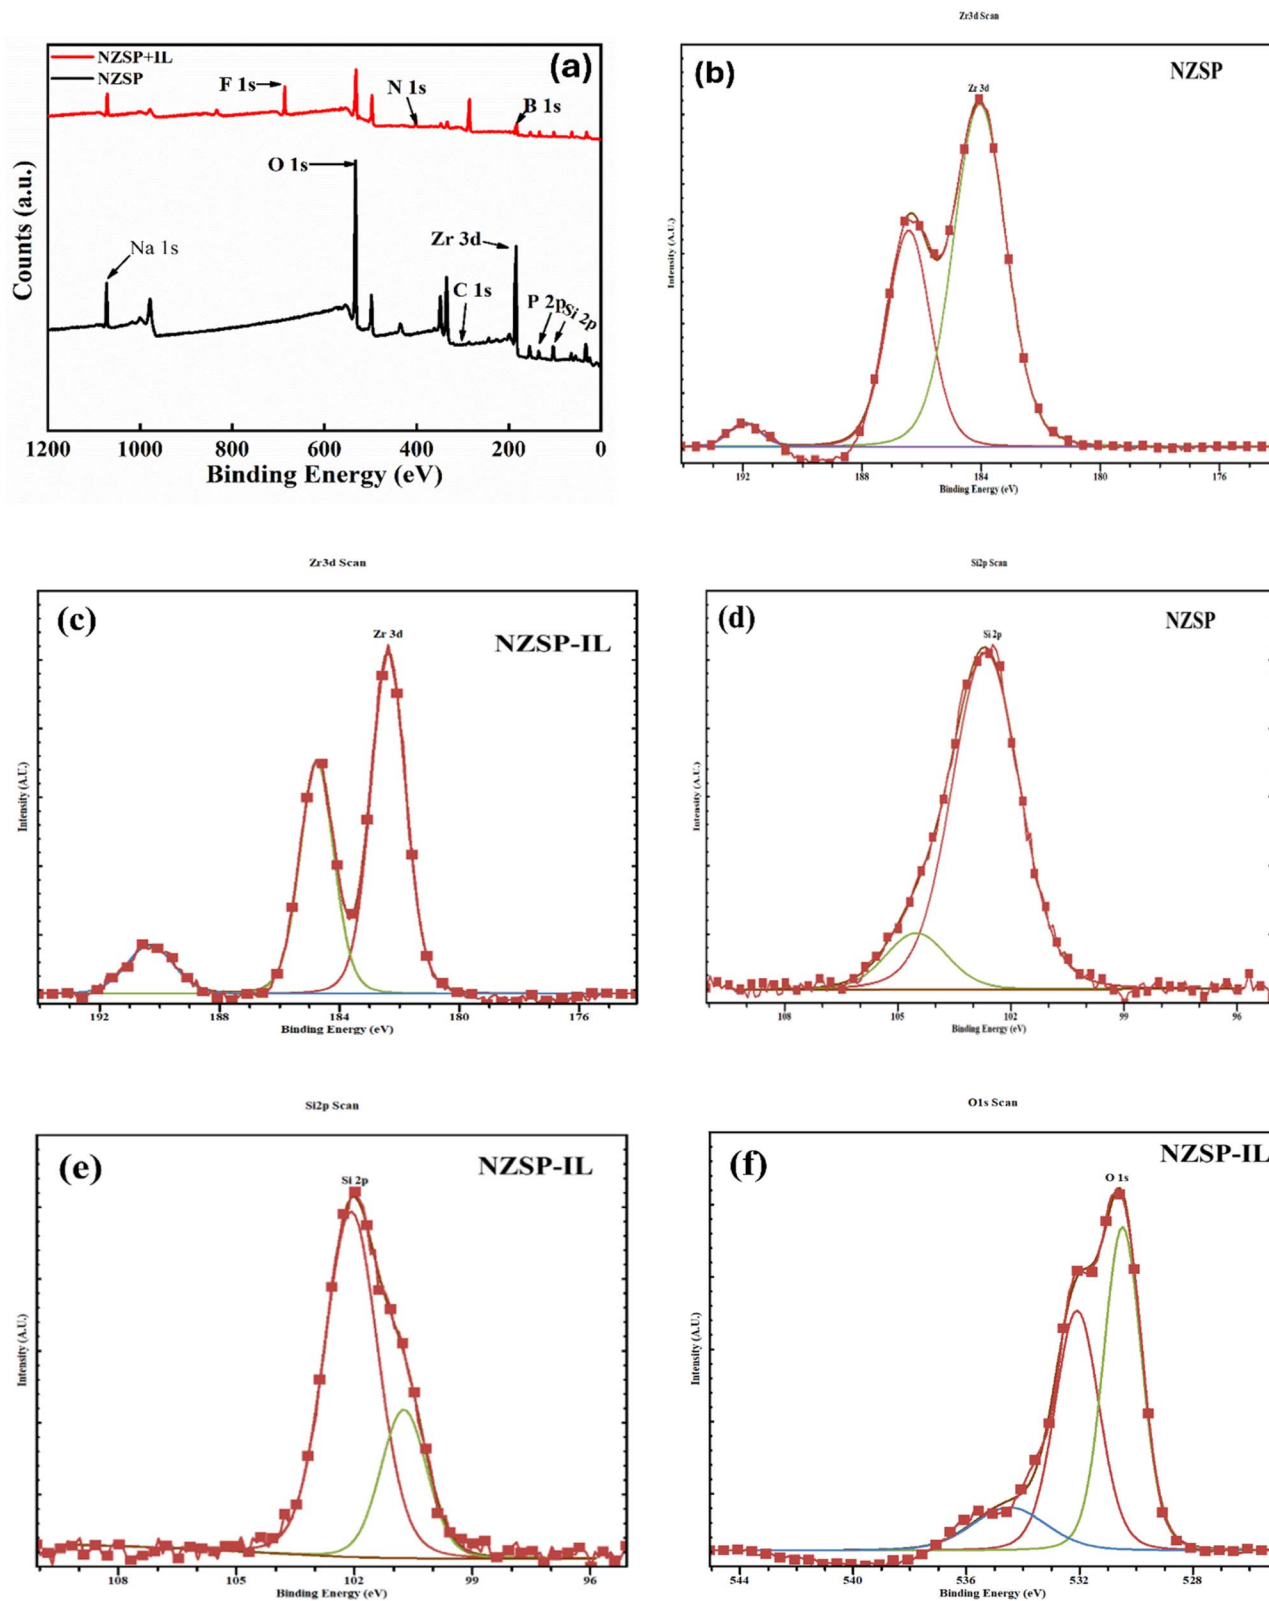 NZSP+IL
NZSP
(a)
F 1s
N 1s
B 1s
O 1s
Na 1s
Zr 3d
C 1s
P 2p
Si 2p
Counts (a.u.)
1200 1000 800 600 400 200 0
Binding Energy (eV)
Zr3d Scan
(b)
NZSP
Zr 3d
Intensity (A.U.)
192 188 184 180 176
Binding Energy (eV)
Zr3d Scan
(c)
Zr 3d
NZSP-IL
Intensity (A.U.)
192 188 184 180 176
Binding Energy (eV)
Si2p Scan
(d)
NZSP
Si 2p
Intensity (A.U.)
108 105 102 99 96
Binding Energy (eV)
Si2p Scan
(e)
NZSP-IL
Si 2p
Intensity (A.U.)
108 105 102 99 96
Binding Energy (eV)
O1s Scan
(f)
NZSP-IL
O 1s
Intensity (A.U.)
544 540 536 532 528
Binding Energy (eV)